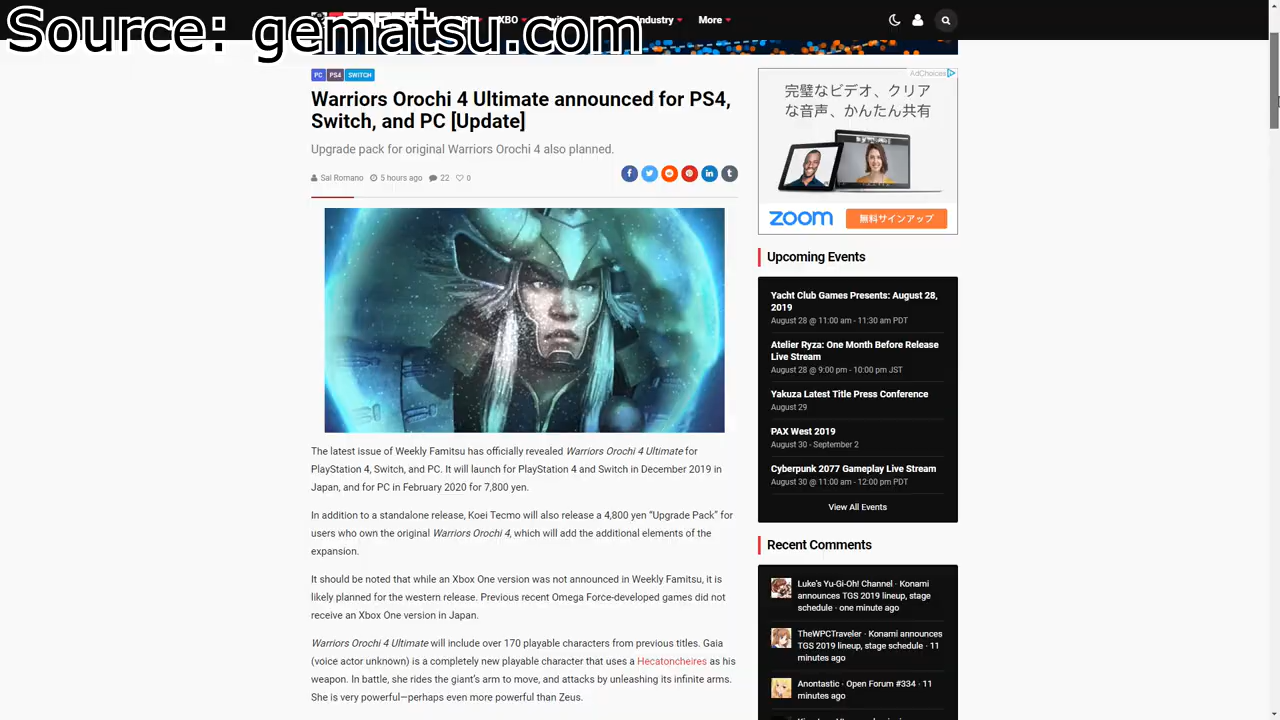 Source: gematsu.com
Industry
More
PC PS4 SWITCH
Warriors Orochi 4 Ultimate announced for PS4,
Switch, and PC [Update]
Upgrade pack for original Warriors Orochi 4 also planned.
Sal Romano 5 hours ago 22 0
The latest issue of Weekly Famitsu has officially revealed Warriors Orochi 4 Ultimate for
PlayStation 4, Switch, and PC. It will launch for PlayStation 4 and Switch in December 2019 in
Japan, and for PC in February 2020 for 7,800 yen.
In addition to a standalone release, Koei Tecmo will also release a 4,800 yen “Upgrade Pack” for
users who own the original Warriors Orochi 4, which will add the additional elements of the
expansion.
It should be noted that while an Xbox One version was not announced in Weekly Famitsu, it is
likely planned for the western release. Previous recent Omega Force-developed games did not
receive an Xbox One version in Japan.
Warriors Orochi 4 Ultimate will include over 170 playable characters from previous titles. Gaia
(voice actor unknown) is a completely new playable character that uses a Hecatoncheires as his
weapon. In battle, she rides the giant’s arm to move, and attacks by unleashing its infinite arms.
She is very powerful—perhaps even more powerful than Zeus.
AdChoices
完璧なビデオ、クリア
な音声、かんたん共有
zoom
無料サインアップ
Upcoming Events
Yacht Club Games Presents: August 28,
2019
August 28 @ 11:00 am - 11:30 am PDT
Atelier Ryza: One Month Before Release
Live Stream
August 28 @ 9:00 pm - 10:00 pm JST
Yakuza Latest Title Press Conference
August 29
PAX West 2019
August 30 - September 2
Cyberpunk 2077 Gameplay Live Stream
August 30 @ 11:00 am - 12:00 pm PDT
View All Events
Recent Comments
Luke's Yu-Gi-Oh! Channel · Konami
announces TGS 2019 lineup, stage
schedule · one minute ago
TheWPCTraveler · Konami announces
TGS 2019 lineup, stage schedule · 11
minutes ago
Anontastic · Open Forum #334 · 11
minutes ago